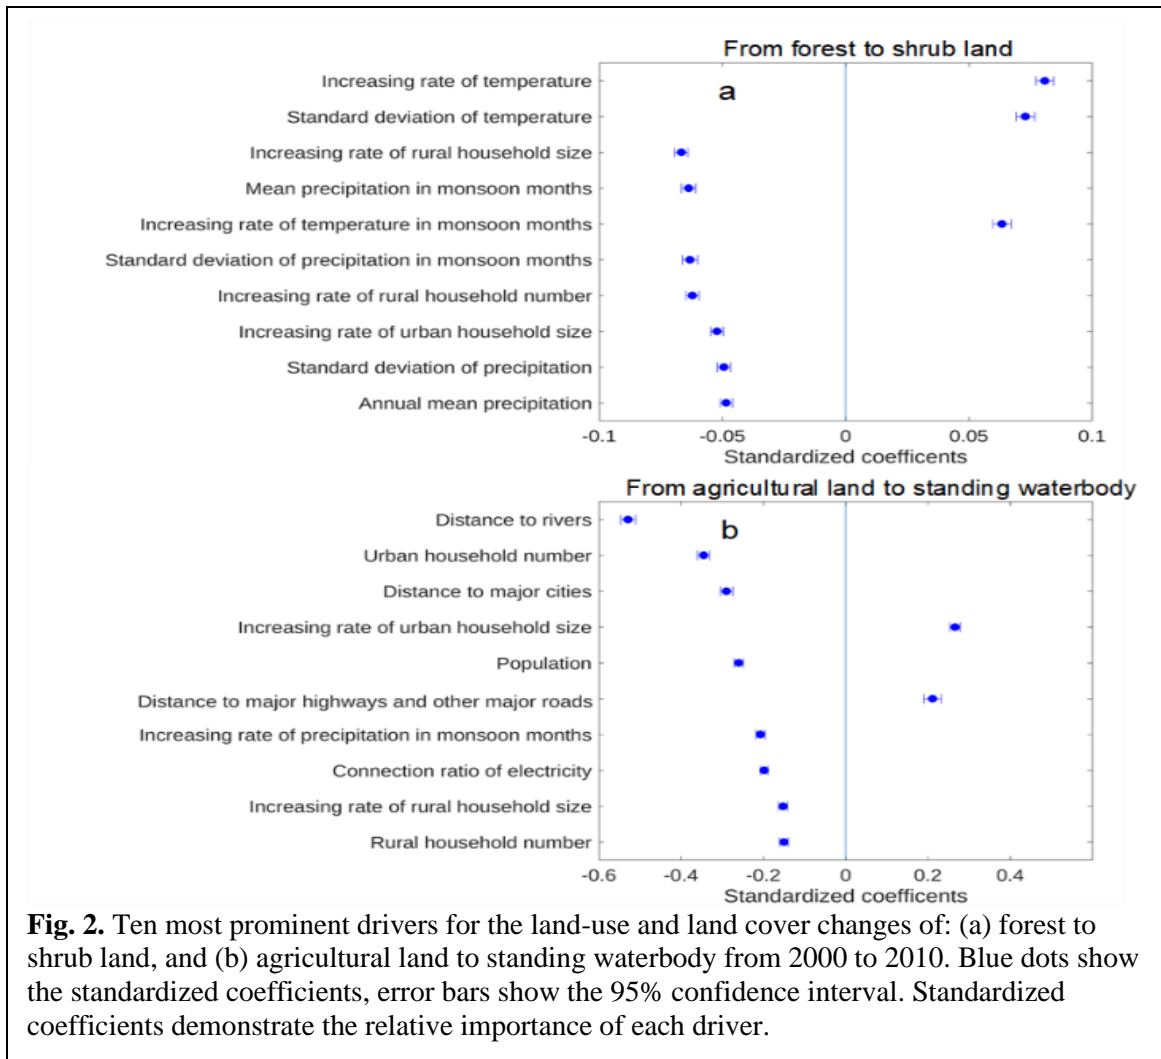 From forest to shrub land
a
Increasing rate of temperature
Standard deviation of temperature
Increasing rate of rural household size
Mean precipitation in monsoon months
Increasing rate of temperature in monsoon months
Standard deviation of precipitation in monsoon months
Increasing rate of rural household number
Increasing rate of urban household size
Standard deviation of precipitation
Annual mean precipitation
-0.1 -0.05 0 0.05 0.1
Standardized coefficents
From agricultural land to standing waterbody
b
Distance to rivers
Urban household number
Distance to major cities
Increasing rate of urban household size
Population
Distance to major highways and other major roads
Increasing rate of precipitation in monsoon months
Connection ratio of electricity
Increasing rate of rural household size
Rural household number
-0.6 -0.4 -0.2 0 0.2 0.4
Standardized coefficents
Fig. 2. Ten most prominent drivers for the land-use and land cover changes of: (a) forest to
shrub land, and (b) agricultural land to standing waterbody from 2000 to 2010. Blue dots show
the standardized coefficients, error bars show the 95% confidence interval. Standardized
coefficients demonstrate the relative importance of each driver.